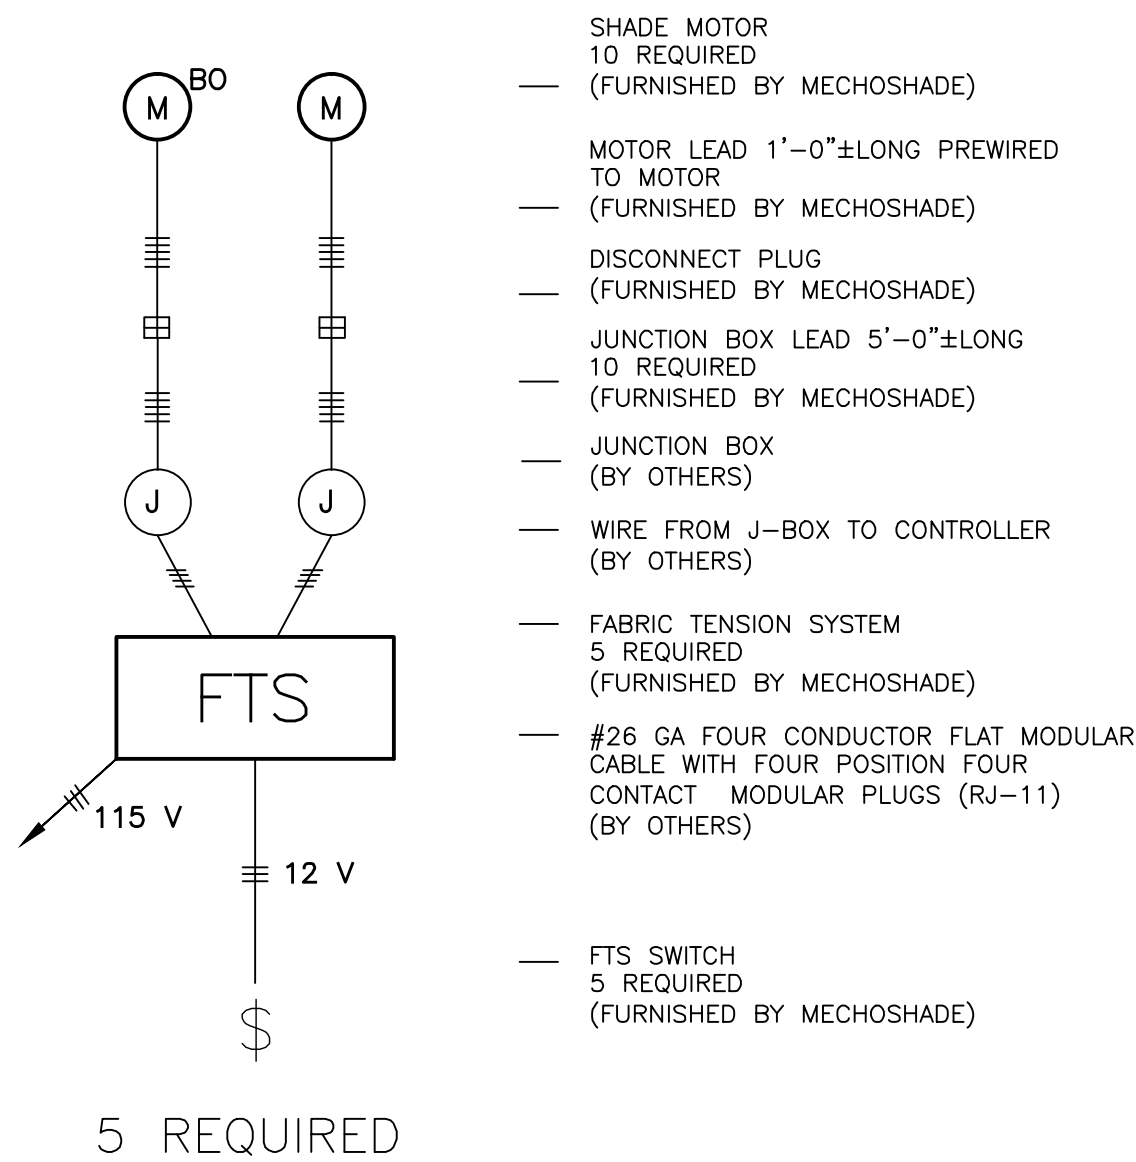 SHADE MOTOR
10 REQUIRED
(FURNISHED BY MECHOSHADE)
BO
M
M
MOTOR LEAD 1'-0"±LONG PREWIRED
TO MOTOR
(FURNISHED BY MECHOSHADE)
DISCONNECT PLUG
(FURNISHED BY MECHOSHADE)
JUNCTION BOX LEAD 5'-0"±LONG
10 REQUIRED
(FURNISHED BY MECHOSHADE)
JUNCTION BOX
(BY OTHERS)
J
J
WIRE FROM J-BOX TO CONTROLLER
(BY OTHERS)
FABRIC TENSION SYSTEM
5 REQUIRED
(FURNISHED BY MECHOSHADE)
FTS
#26 GA FOUR CONDUCTOR FLAT MODULAR
CABLE WITH FOUR POSITION FOUR
CONTACT MODULAR PLUGS (RJ-11)
(BY OTHERS)
115 V
12 V
FTS SWITCH
5 REQUIRED
(FURNISHED BY MECHOSHADE)
$
5 REQUIRED